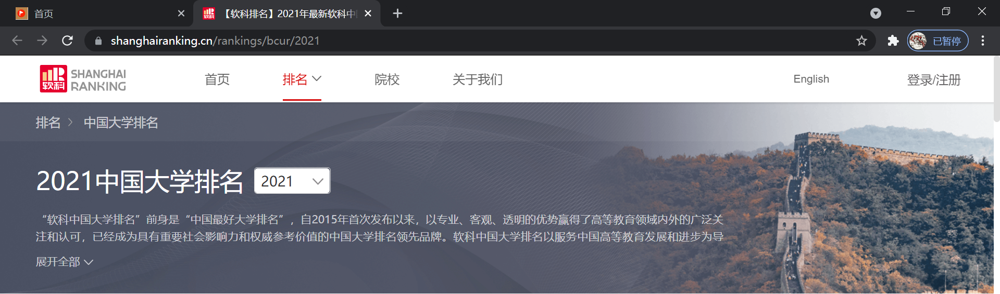 首页
【软科排名】2021年最新软科中
shanghairanking.cn/rankings/bcur/2021
已暂停
软科
SHANGHAI
RANKING
首页
排名
院校
关于我们
English
登录/注册
排名
中国大学排名
2021中国大学排名
2021
“软科中国大学排名”前身是“中国最好大学排名”，自2015年首次发布以来，以专业、客观、透明的优势赢得了高等教育领域内外的广泛关
注和认可，已经成为具有重要社会影响力和权威参考价值的中国大学排名领先品牌。软科中国大学排名以服务中国高等教育发展和进步为导
展开全部